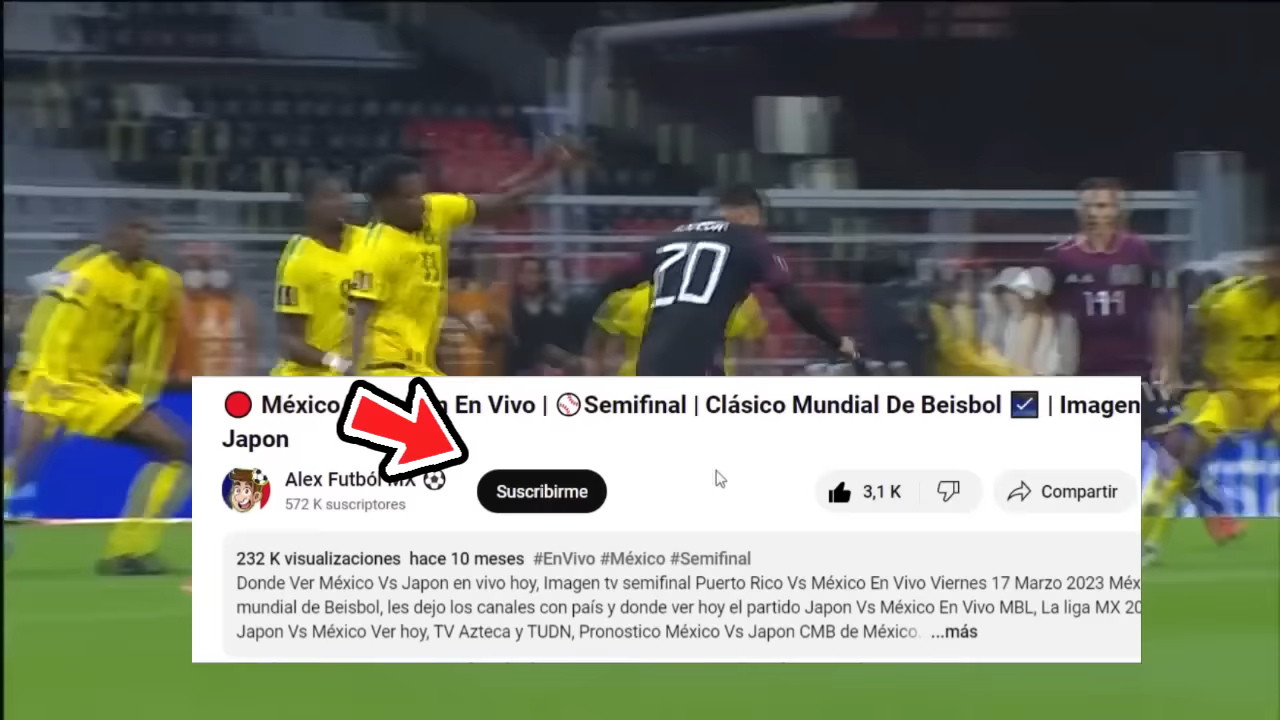 20
México
En Vivo | ⚾Semifinal | Clásico Mundial De Beisbol ☑ | Imagen
Japon
Alex Futból MX ⚽
572 K suscriptores
Suscribirme
3,1 K
Compartir
232 K visualizaciones hace 10 meses #EnVivo #México #Semifinal
Donde Ver México Vs Japon en vivo hoy, Imagen tv semifinal Puerto Rico Vs México En Vivo Viernes 17 Marzo 2023
mundial de Beisbol, les dejo los canales con país y donde ver hoy el partido Japon Vs México En Vivo MBL, La liga MX
Japon Vs México Ver hoy, TV Azteca y TUDN, Pronostico México Vs Japon CMB de México. ...más